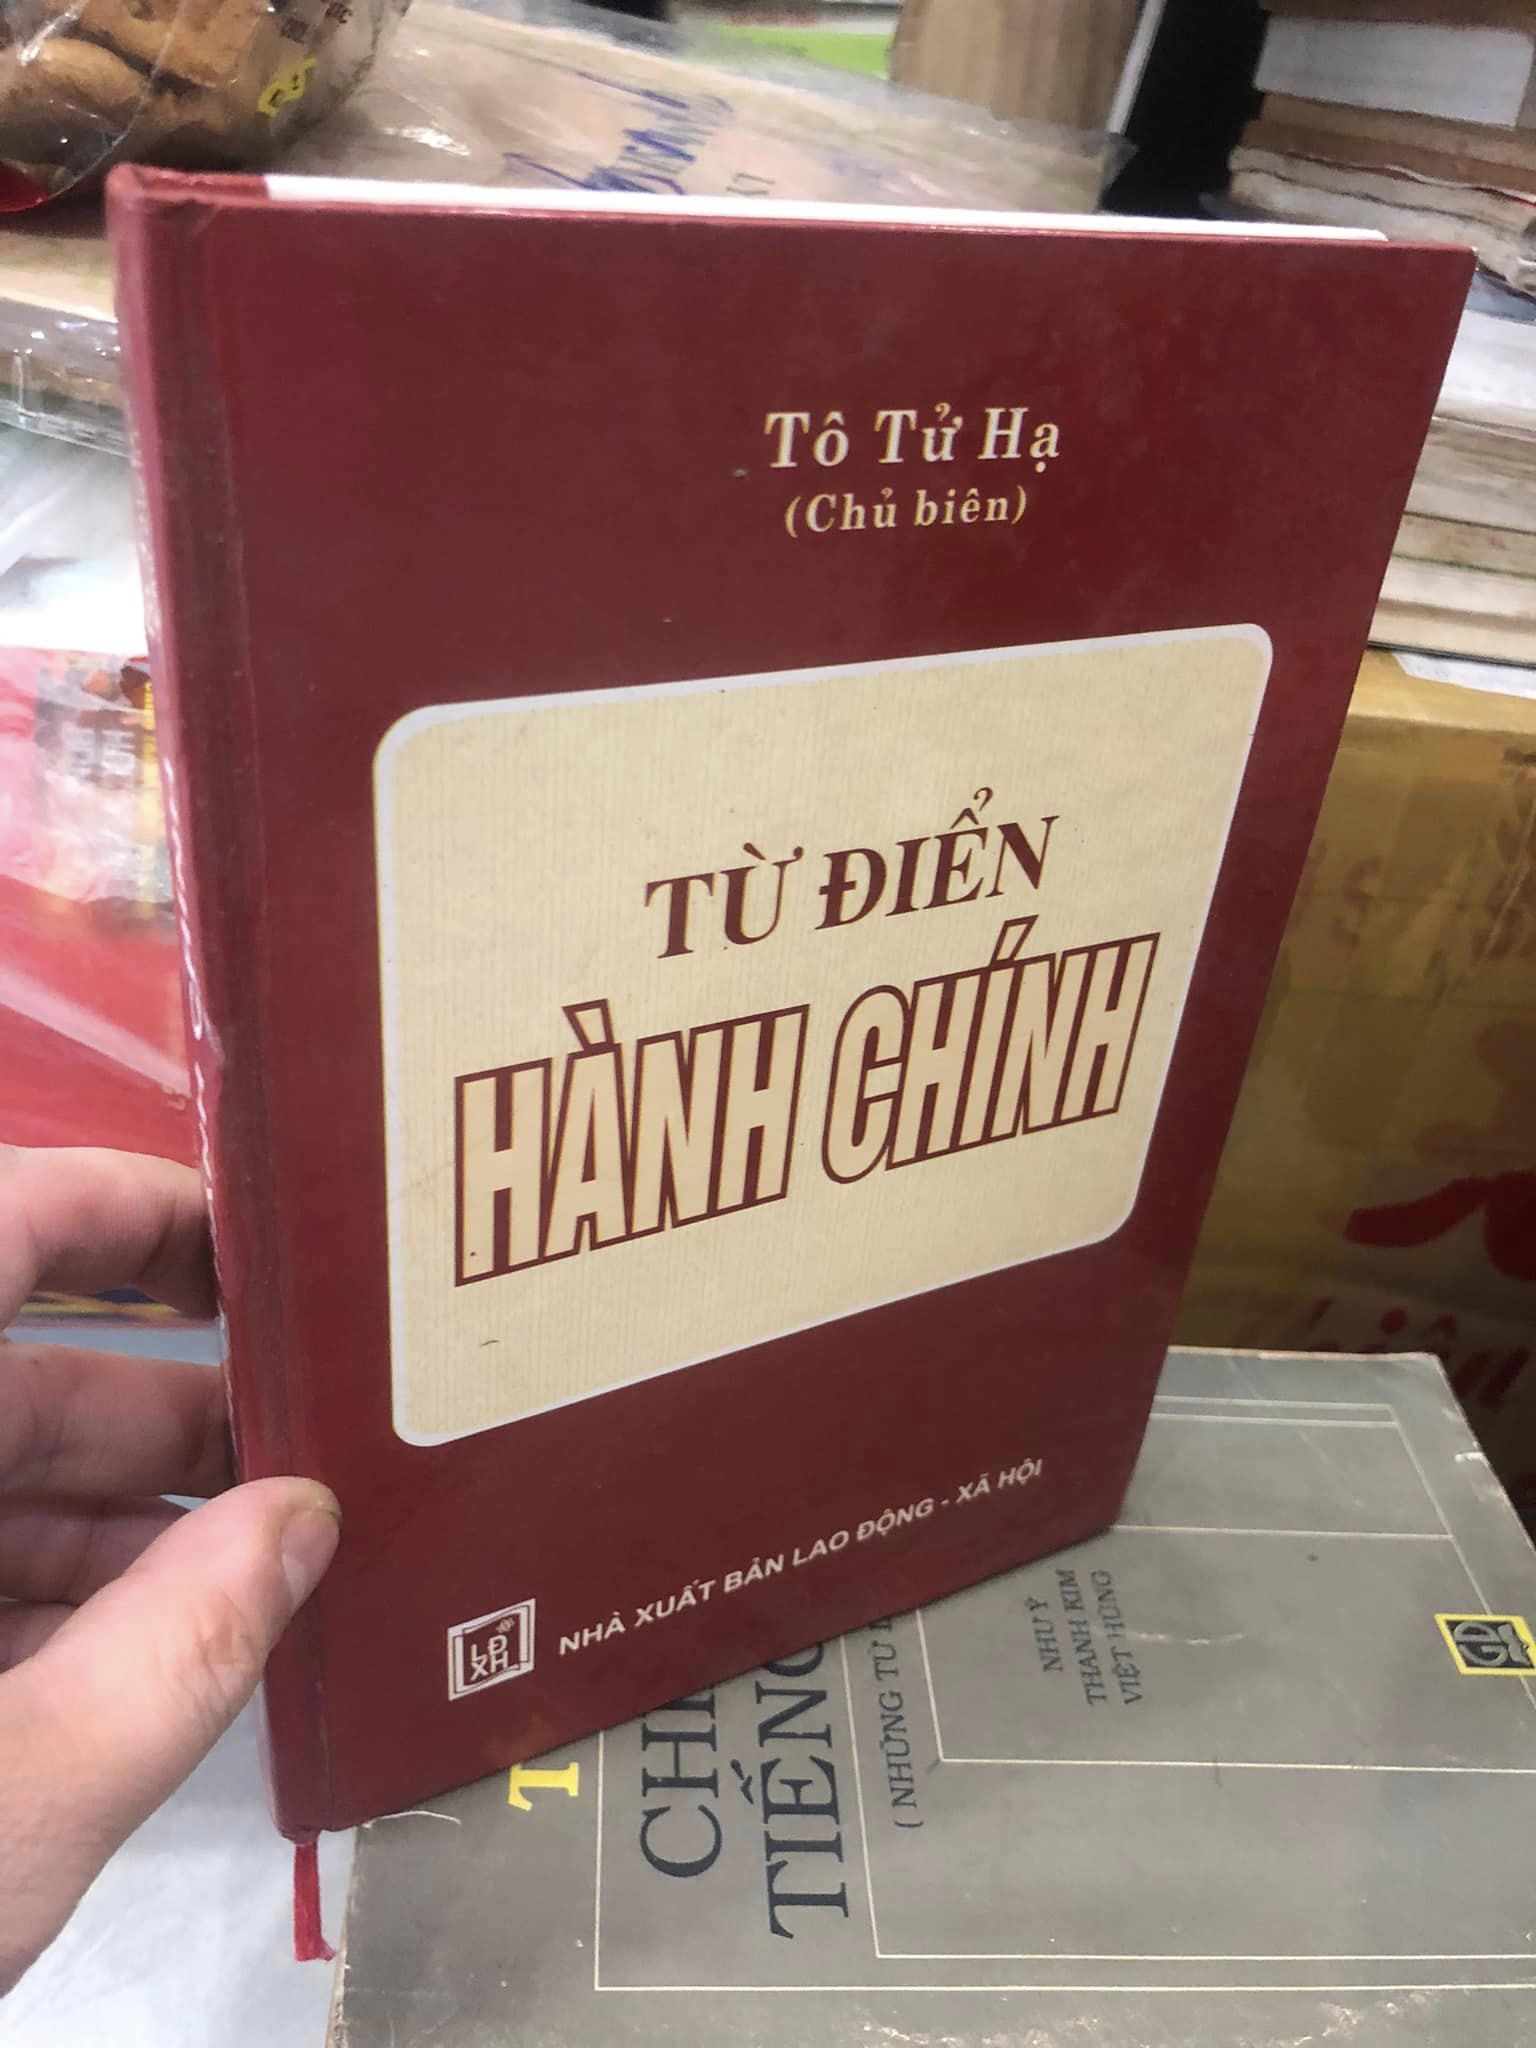 Tô Tử Hạ
(Chủ biên)
TỪ ĐIỂN
HÀNH CHÍNH
LĐ
XH
NHÀ XUẤT BẢN LAO ĐỘNG - XÃ HỘI
NHƯ Ý
THANH KIM
VIỆT HÙNG
( NHỮNG TỪ
TIẾNG
GD